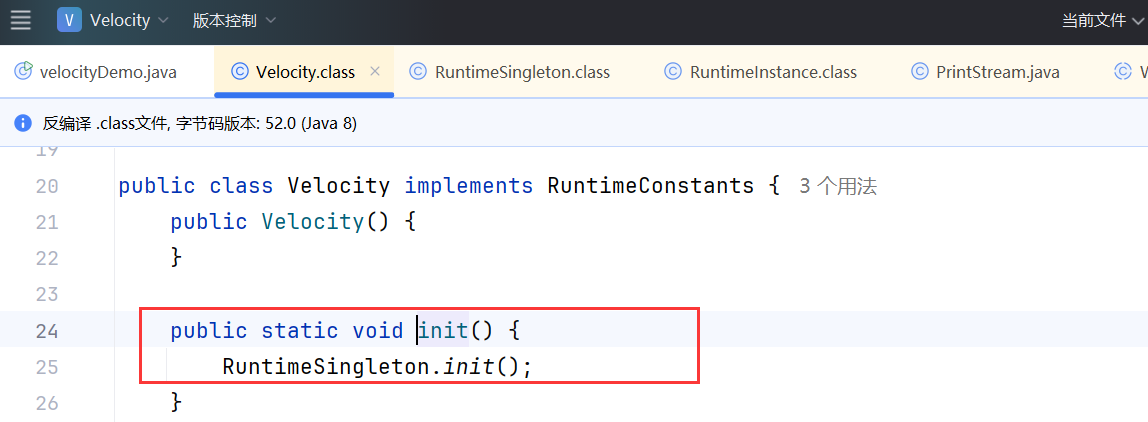 V Velocity 版本控制 当前文件
velocityDemo.java Velocity.class RuntimeSingleton.class RuntimeInstance.class PrintStream.java
反编译 .class文件, 字节码版本: 52.0 (Java 8)
19
20 public class Velocity implements RuntimeConstants { 3 个用法
21 public Velocity() {
22 }
23
24 public static void init() {
25 RuntimeSingleton.init();
26 }